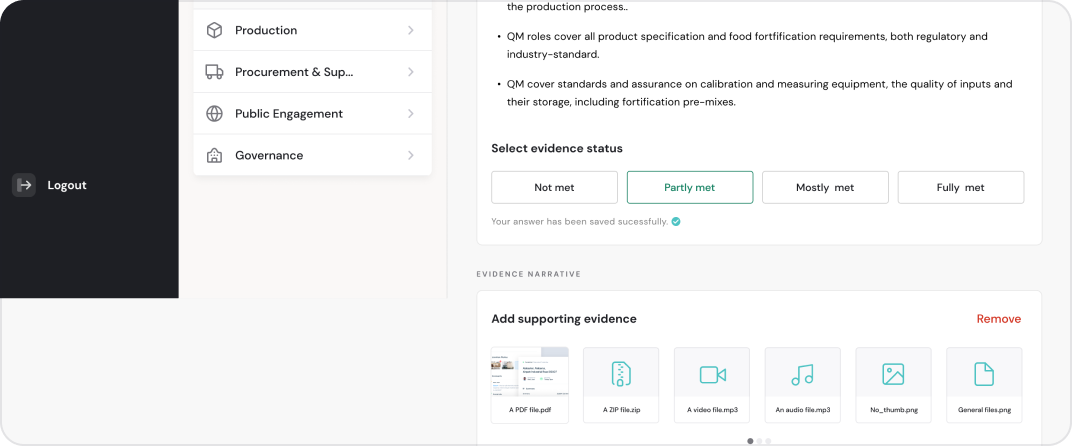 Production
Procurement & Sup...
Public Engagement
Governance
Logout
the production process..
• QM roles cover all product specification and food fortfification requirements, both regulatory and
industry-standard.
• QM cover standards and assurance on calibration and measuring equipment, the quality of inputs and
their storage, including fortification pre-mixes.
Select evidence status
Not met
Partly met
Mostly met
Fully met
Your answer has been saved sucessfully.
EVIDENCE NARRATIVE
Add supporting evidence
Remove
A PDF file.pdf
A ZIP file.zip
A video file.mp3
An audio file.mp3
No_thumb.png
General files.png